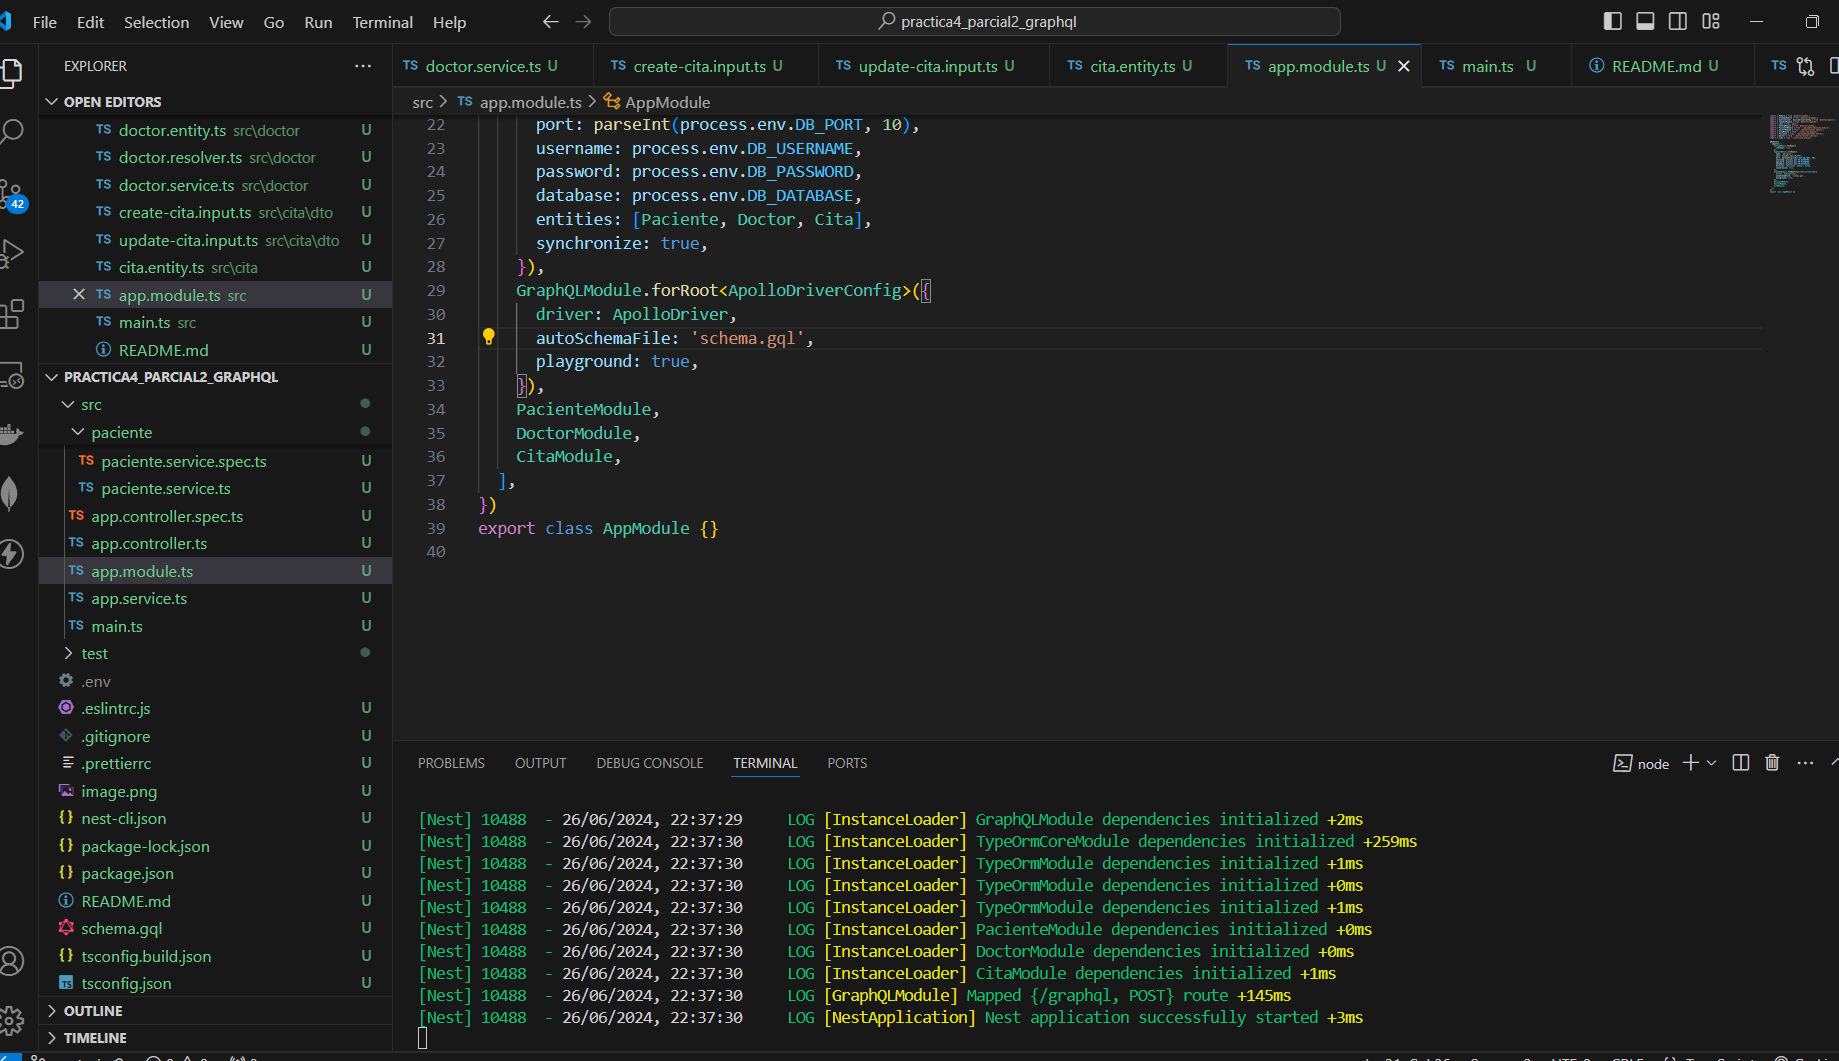 File Edit Selection View Go Run Terminal Help
practica4_parcial2_graphql
EXPLORER
OPEN EDITORS
TS doctor.entity.ts src\doctor U
TS doctor.resolver.ts src\doctor U
TS doctor.service.ts src\doctor U
TS create-cita.input.ts src\cita\dto U
TS update-cita.input.ts src\cita\dto U
TS cita.entity.ts src\cita U
TS app.module.ts src U
TS main.ts src U
README.md U
PRACTICA4_PARCIAL2_GRAPHQL
src
paciente
TS paciente.service.spec.ts U
TS paciente.service.ts U
TS app.controller.spec.ts U
TS app.controller.ts U
TS app.module.ts U
TS app.service.ts U
TS main.ts U
test
.env
.eslintrc.js U
.gitignore U
.prettierrc U
image.png U
{} nest-cli.json U
{} package-lock.json U
{} package.json U
README.md U
schema.gql U
{} tsconfig.build.json U
TS tsconfig.json U
OUTLINE
TIMELINE
42
TS doctor.service.ts U TS create-cita.input.ts U TS update-cita.input.ts U TS cita.entity.ts U TS app.module.ts U TS main.ts U README.md U TS
src > TS app.module.ts > AppModule
22 port: parseInt(process.env.DB_PORT, 10),
23 username: process.env.DB_USERNAME,
24 password: process.env.DB_PASSWORD,
25 database: process.env.DB_DATABASE,
26 entities: [Paciente, Doctor, Cita],
27 synchronize: true,
28 }),
29 GraphQLModule.forRoot<ApolloDriverConfig>({
30 driver: ApolloDriver,
31 autoSchemaFile: 'schema.gql',
32 playground: true,
33 }),
34 PacienteModule,
35 DoctorModule,
36 CitaModule,
37 ],
38 })
39 export class AppModule {}
40
PROBLEMS OUTPUT DEBUG CONSOLE TERMINAL PORTS node
[Nest] 10488 - 26/06/2024, 22:37:29 LOG [InstanceLoader] GraphQLModule dependencies initialized +2ms
[Nest] 10488 - 26/06/2024, 22:37:30 LOG [InstanceLoader] TypeOrmCoreModule dependencies initialized +259ms
[Nest] 10488 - 26/06/2024, 22:37:30 LOG [InstanceLoader] TypeOrmModule dependencies initialized +1ms
[Nest] 10488 - 26/06/2024, 22:37:30 LOG [InstanceLoader] TypeOrmModule dependencies initialized +0ms
[Nest] 10488 - 26/06/2024, 22:37:30 LOG [InstanceLoader] TypeOrmModule dependencies initialized +1ms
[Nest] 10488 - 26/06/2024, 22:37:30 LOG [InstanceLoader] PacienteModule dependencies initialized +0ms
[Nest] 10488 - 26/06/2024, 22:37:30 LOG [InstanceLoader] DoctorModule dependencies initialized +0ms
[Nest] 10488 - 26/06/2024, 22:37:30 LOG [InstanceLoader] CitaModule dependencies initialized +1ms
[Nest] 10488 - 26/06/2024, 22:37:30 LOG [GraphQLModule] Mapped {/graphql, POST} route +145ms
[Nest] 10488 - 26/06/2024, 22:37:30 LOG [NestApplication] Nest application successfully started +3ms